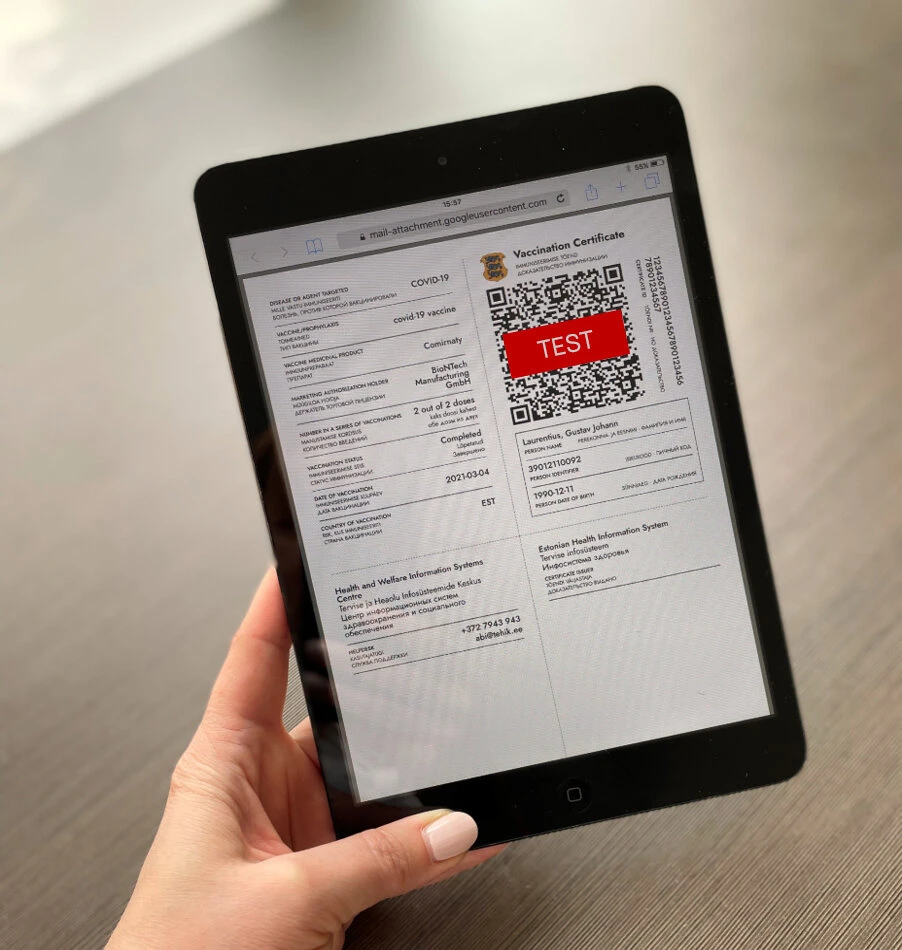 15:57
55%
mail-attachment.googleusercontent.com
Vaccination Certificate
IMMUNISEERIMISE TÕEND
ДОКАЗАТЕЛЬСТВО ИММУНИЗАЦИИ
TEST
12345678901234567890123456
78901234567
CERTIFICATE ID · TÕENDI NR · НО ДОКАЗАТЕЛЬСТВО
DISEASE OR AGENT TARGETED
COVID-19
MILLE VASTU IMMUNISEERITI
БОЛЕЗНЬ, ПРОТИВ КОТОРОЙ ВАКЦИНИРОВАЛИ
VACCINE/PROPHYLAXIS
covid-19 vaccine
TOIMEAINED
ТИП ВАКЦИНЫ
VACCINE MEDICINAL PRODUCT
Comirnaty
IMMUUNPREPARAAT
ПРЕПАРАТ
MARKETING AUTHORIZATION HOLDER
BioNTech
Manufacturing
GmbH
MÜÜGILOA HOIDJA
ДЕРЖАТЕЛЬ ТОРГОВОЙ ЛИЦЕНЗИИ
NUMBER IN A SERIES OF VACCINATIONS
2 out of 2 doses
MANUSTAMISE KORDSUS
kaks doosi kahest
КОЛИЧЕСТВО ВВЕДЕНИЙ
обе дозы из двух
VACCINATION STATUS
Completed
IMMUNISEERIMISE SEIS
Lõpetatud
СТАТУС ИММУНИЗАЦИИ
Завершено
DATE OF VACCINATION
2021-03-04
IMMUNISEERIMISE KUUPÄEV
ДАТА ВАКЦИНАЦИИ
COUNTRY OF VACCINATION
EST
RIIK, KUS IMMUNISEERITI
СТРАНА ВАКЦИНАЦИИ
Laurentius, Gustav Johann
PERSON NAME
PEREKONNA- JA EESNIMI · ФАМИЛИЯ И ИМЯ
39012110092
PERSON IDENTIFIER
ISIKUKOOD · ЛИЧНЫЙ КОД
1990-12-11
PERSON DATE OF BIRTH
SÜNNIAEG · ДАТА РОЖДЕНИЯ
Health and Welfare Information Systems
Centre
Tervise ja Heaolu Infosüsteemide Keskus
Центр информационных систем
здравоохранения и социального
обеспечения
HELPDESK
+372 7943 943
KASUTAJATUGI
abi@tehik.ee
СЛУЖБА ПОДДЕРЖКИ
Estonian Health Information System
Tervise infosüsteem
Инфосистема здоровья
CERTIFICATE ISSUER
TÕENDI VÄLJASTAJA
ДОКАЗАТЕЛЬСТВО ВЫДАНО